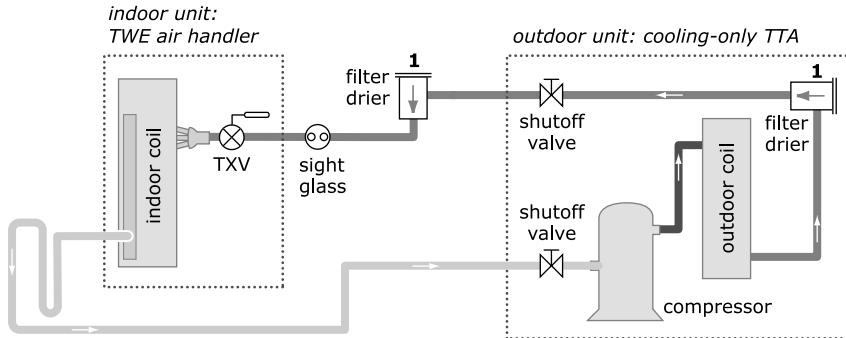 indoor unit:
TWE air handler
outdoor unit: cooling-only TTA
1
filter
drier
1
filter
drier
shutoff
valve
TXV
sight
glass
indoor coil
outdoor coil
shutoff
valve
compressor